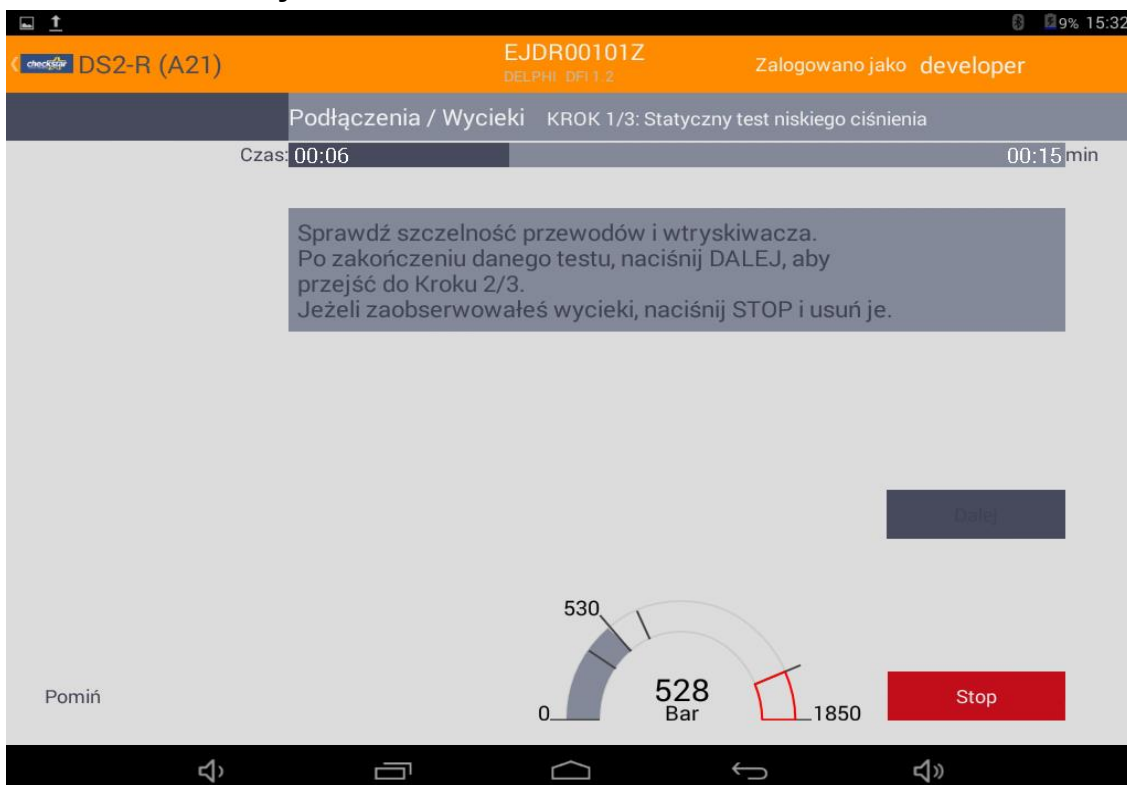 9% 15:32
checkstar DS2-R (A21)
EJDR00101Z
DELPHI DFI 1.2
Zalogowano jako developer
Podłączenia / Wycieki KROK 1/3: Statyczny test niskiego ciśnienia
Czas: 00:06 00:15 min
Sprawdź szczelność przewodów i wtryskiwacza.
Po zakończeniu danego testu, naciśnij DALEJ, aby
przejść do Kroku 2/3.
Jeżeli zaobserwowałeś wycieki, naciśnij STOP i usuń je.
Dalej
530
528
Bar
0
1850
Pomiń
Stop